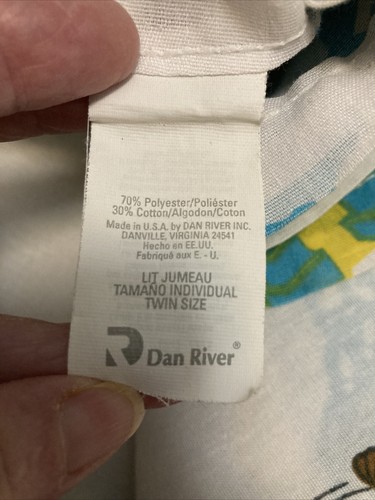 70% Polyester/Poliéster
30% Cotton/Algodon/Coton
Made in U.S.A. by DAN RIVER INC.
DANVILLE, VIRGINIA 24541
Hecho en EE.UU.
Fabriqué aux E. - U.
LIT JUMEAU
TAMAÑO INDIVIDUAL
TWIN SIZE
Dan River®